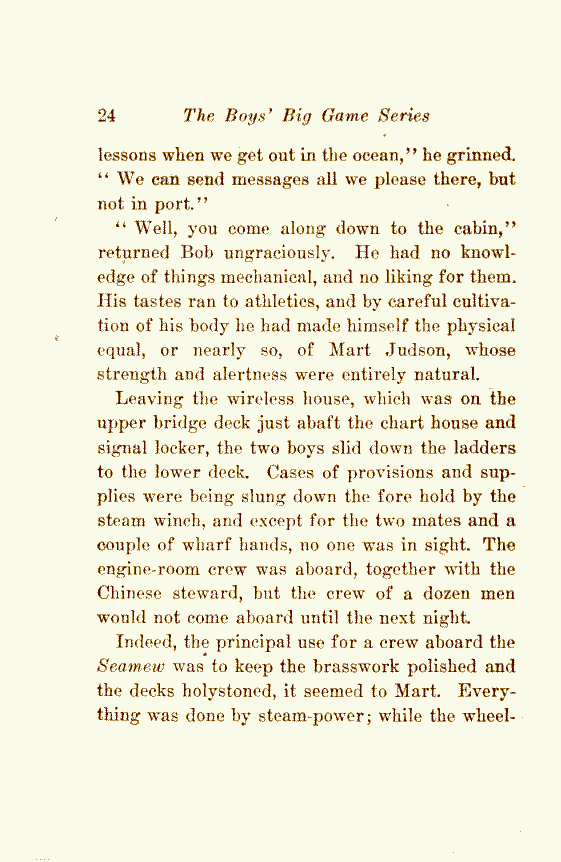 24 The Boys' Big Game Series
lessons when we get out in the ocean,'' he grinned.
'' We can send messages all we please there, but
not in port.''
'' Well, you come along down to the cabin,''
returned Bob ungraciously. He had no knowl-
edge of things mechanical, and no liking for them.
His tastes ran to athletics, and by careful cultiva-
tion of his body he had made himself the physical
equal, or nearly so, of Mart Judson, whose
strength and alertness were entirely natural.
Leaving the wireless house, which was on the
upper bridge deck just abaft the chart house and
signal locker, the two boys slid down the ladders
to the lower deck. Cases of provisions and sup-
plies were being slung down the fore hold by the
steam winch, and except for the two mates and a
couple of wharf hands, no one was in sight. The
engine-room crew was aboard, together with the
Chinese steward, but the crew of a dozen men
would not come aboard until the next night.
Indeed, the principal use for a crew aboard the
Seamew was to keep the brasswork polished and
the decks holystoned, it seemed to Mart. Every-
thing was done by steam-power; while the wheel-